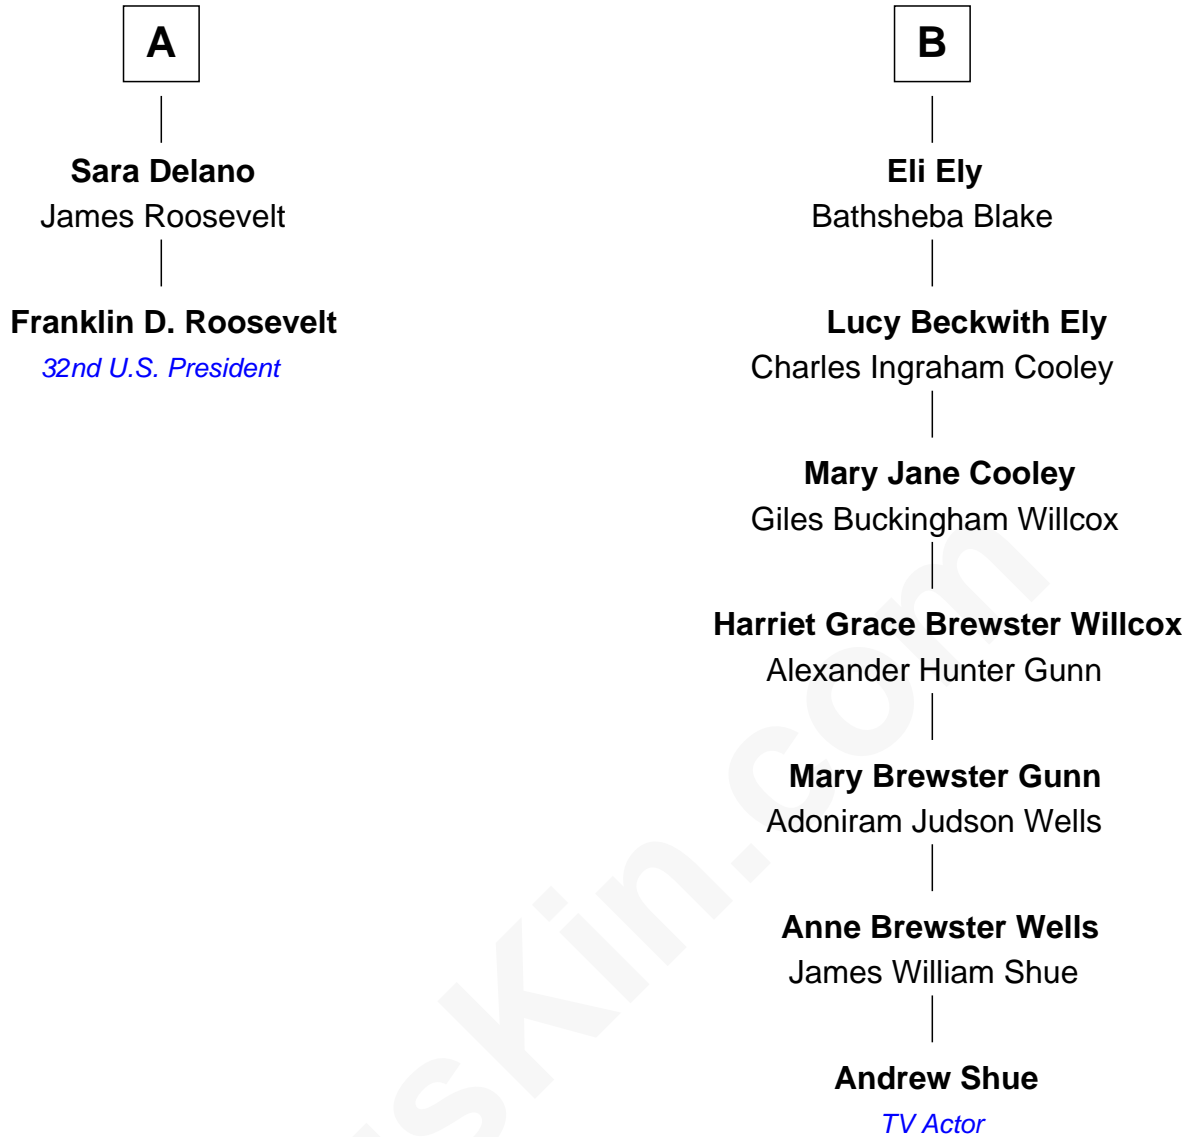 A
Sara Delano
James Roosevelt
Franklin D. Roosevelt
32nd U.S. President
B
Eli Ely
Bathsheba Blake
Lucy Beckwith Ely
Charles Ingraham Cooley
Mary Jane Cooley
Giles Buckingham Willcox
Harriet Grace Brewster Willcox
Alexander Hunter Gunn
Mary Brewster Gunn
Adoniram Judson Wells
Anne Brewster Wells
James William Shue
Andrew Shue
TV Actor
sKin.com